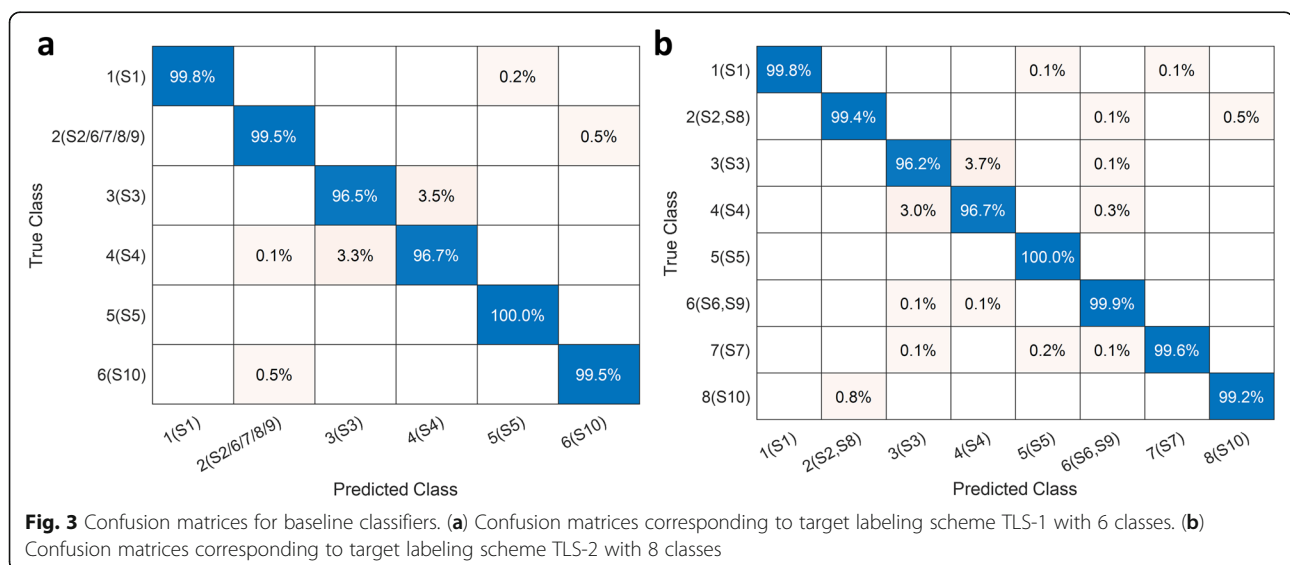 a
True Class
1(S1) 99.8% 0.2%
2(S2/6/7/8/9) 99.5% 0.5%
3(S3) 96.5% 3.5%
4(S4) 0.1% 3.3% 96.7%
5(S5) 100.0%
6(S10) 0.5% 99.5%
1(S1) 2(S2/6/7/8/9) 3(S3) 4(S4) 5(S5) 6(S10)
Predicted Class
b
True Class
1(S1) 99.8% 0.1% 0.1%
2(S2,S8) 99.4% 0.1% 0.5%
3(S3) 96.2% 3.7% 0.1%
4(S4) 3.0% 96.7% 0.3%
5(S5) 100.0%
6(S6,S9) 0.1% 0.1% 99.9%
7(S7) 0.1% 0.2% 0.1% 99.6%
8(S10) 0.8% 99.2%
1(S1) 2(S2,S8) 3(S3) 4(S4) 5(S5) 6(S6,S9) 7(S7) 8(S10)
Predicted Class
Fig. 3 Confusion matrices for baseline classifiers. (a) Confusion matrices corresponding to target labeling scheme TLS-1 with 6 classes. (b)
Confusion matrices corresponding to target labeling scheme TLS-2 with 8 classes